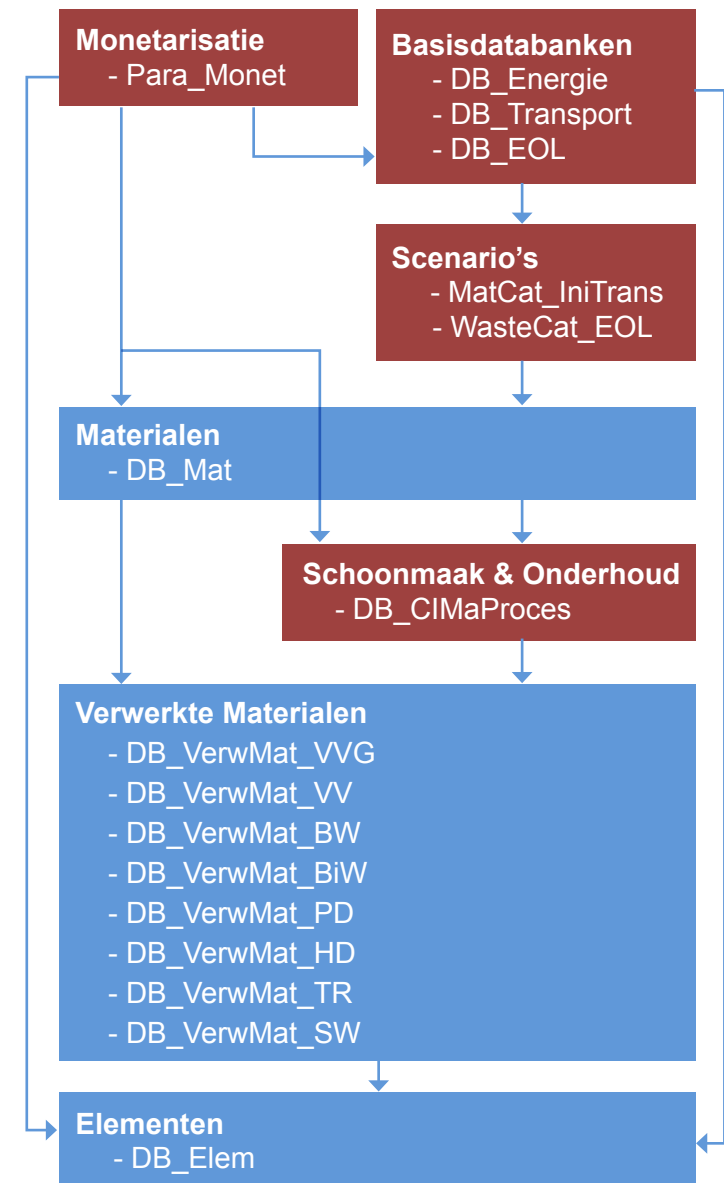 Monetarisatie
- Para_Monet
Basisdatabanken
- DB_Energie
- DB_Transport
- DB_EOL
Scenario's
- MatCat_IniTrans
- WasteCat_EOL
Materialen
- DB_Mat
Schoonmaak & Onderhoud
- DB_ClMaProces
Verwerkte Materialen
- DB_VerwMat_VVG
- DB_VerwMat_VV
- DB_VerwMat_BW
- DB_VerwMat_BiW
- DB_VerwMat_PD
- DB_VerwMat_HD
- DB_VerwMat_TR
- DB_VerwMat_SW
Elementen
- DB_Elem